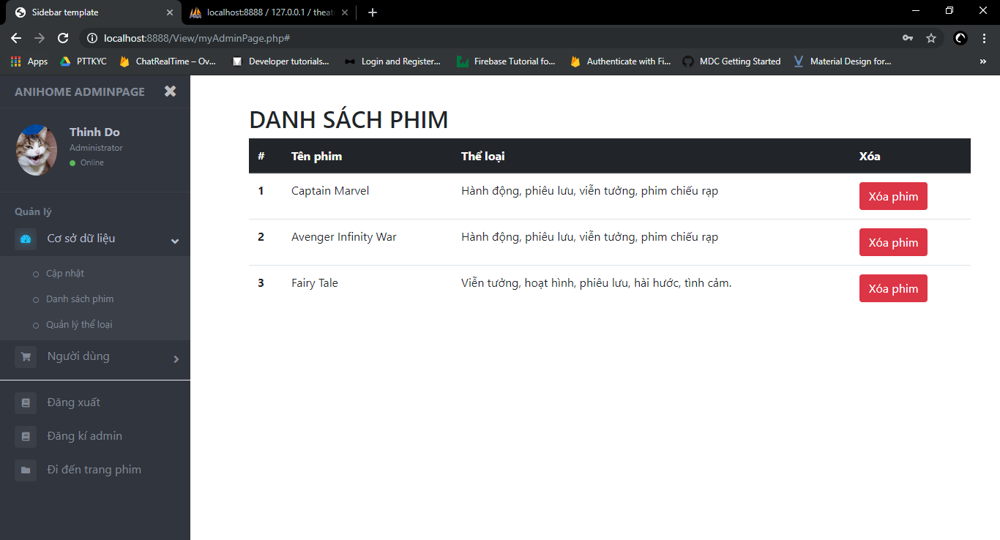 Sidebar template
localhost:8888 / 127.0.0.1 / theat
localhost:8888/View/myAdminPage.php#
Apps
PTTKYC
ChatRealTime – Ov...
Developer tutorials...
Login and Register...
Firebase Tutorial fo...
Authenticate with Fi...
MDC Getting Started
Material Design for...
»
ANIHOME ADMINPAGE
Thinh Do
Administrator
Online
Quản lý
Cơ sở dữ liệu
Cập nhật
Danh sách phim
Quản lý thể loại
Người dùng
Đăng xuất
Đăng kí admin
Đi đến trang phim
DANH SÁCH PHIM
# Tên phim Thể loại Xóa
1 Captain Marvel Hành động, phiêu lưu, viễn tưởng, phim chiếu rạp Xóa phim
2 Avenger Infinity War Hành động, phiêu lưu, viễn tưởng, phim chiếu rạp Xóa phim
3 Fairy Tale Viễn tưởng, hoạt hình, phiêu lưu, hài hước, tình cảm. Xóa phim